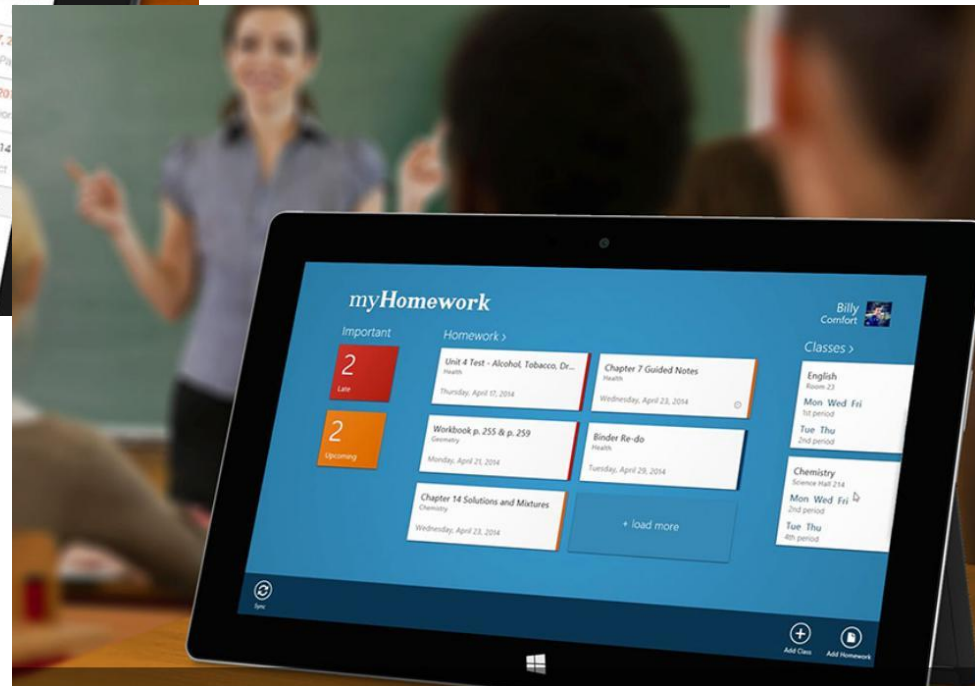 myHomework
Billy
Comfort
Important
2
Late
2
Upcoming
Homework >
Unit 4 Test - Alcohol, Tobacco, Dr...
Health
Thursday, April 17, 2014
Chapter 7 Guided Notes
Health
Wednesday, April 23, 2014
Workbook p. 255 & p. 259
Geometry
Monday, April 21, 2014
Binder Re-do
Health
Tuesday, April 29, 2014
Chapter 14 Solutions and Mixtures
Chemistry
Wednesday, April 23, 2014
+ load more
Classes >
English
Room 23
Mon Wed Fri
1st period
Tue Thu
2nd period
Chemistry
Science Hall 214
Mon Wed Fri
2nd period
Tue Thu
4th period
Sync
Add Class
Add Homework